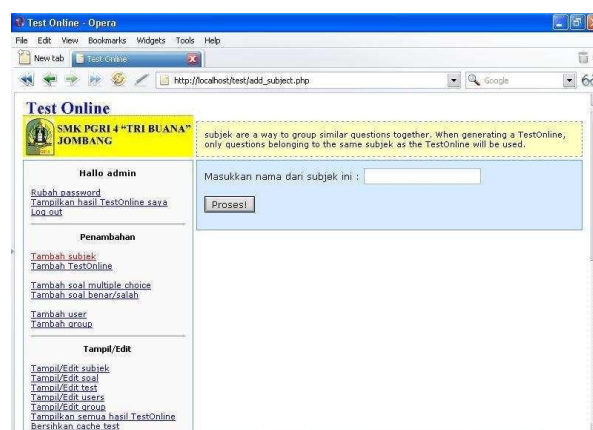 Test Online - Opera
File Edit View Bookmarks Widgets Tools Help
New tab
Test Online
http://localhost/test/add_subject.php
Google
Test Online
SMK PGRI 4 “TRI BUANA”
JOMBANG
subjek are a way to group similar questions together. When generating a TestOnline,
only questions belonging to the same subjek as the TestOnline will be used.
Hallo admin
Rubah password
Tampilkan hasil TestOnline saya
Log out
Masukkan nama dari subjek ini :
Proses!
Penambahan
Tambah subjek
Tambah TestOnline
Tambah soal multiple choice
Tambah soal benar/salah
Tambah user
Tambah group
Tampil/Edit
Tampil/Edit subjek
Tampil/Edit soal
Tampil/Edit test
Tampil/Edit users
Tampil/Edit group
Tampilkan semua hasil TestOnline
Bersihkan cache test